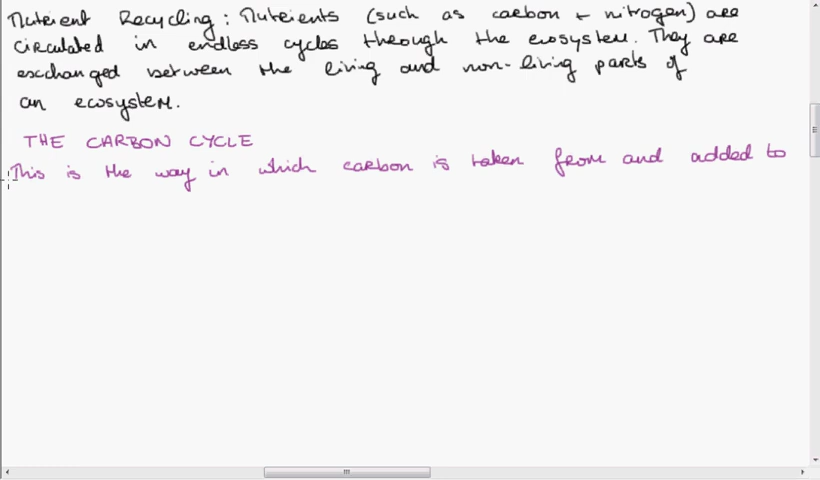 Nutrient Recycling: Nutrients (such as carbon + nitrogen) are
circulated in endless cycles through the ecosystem. They are
exchanged between the living and non-living parts of
an ecosystem.
THE CARBON CYCLE
This is the way in which carbon is taken from and added to